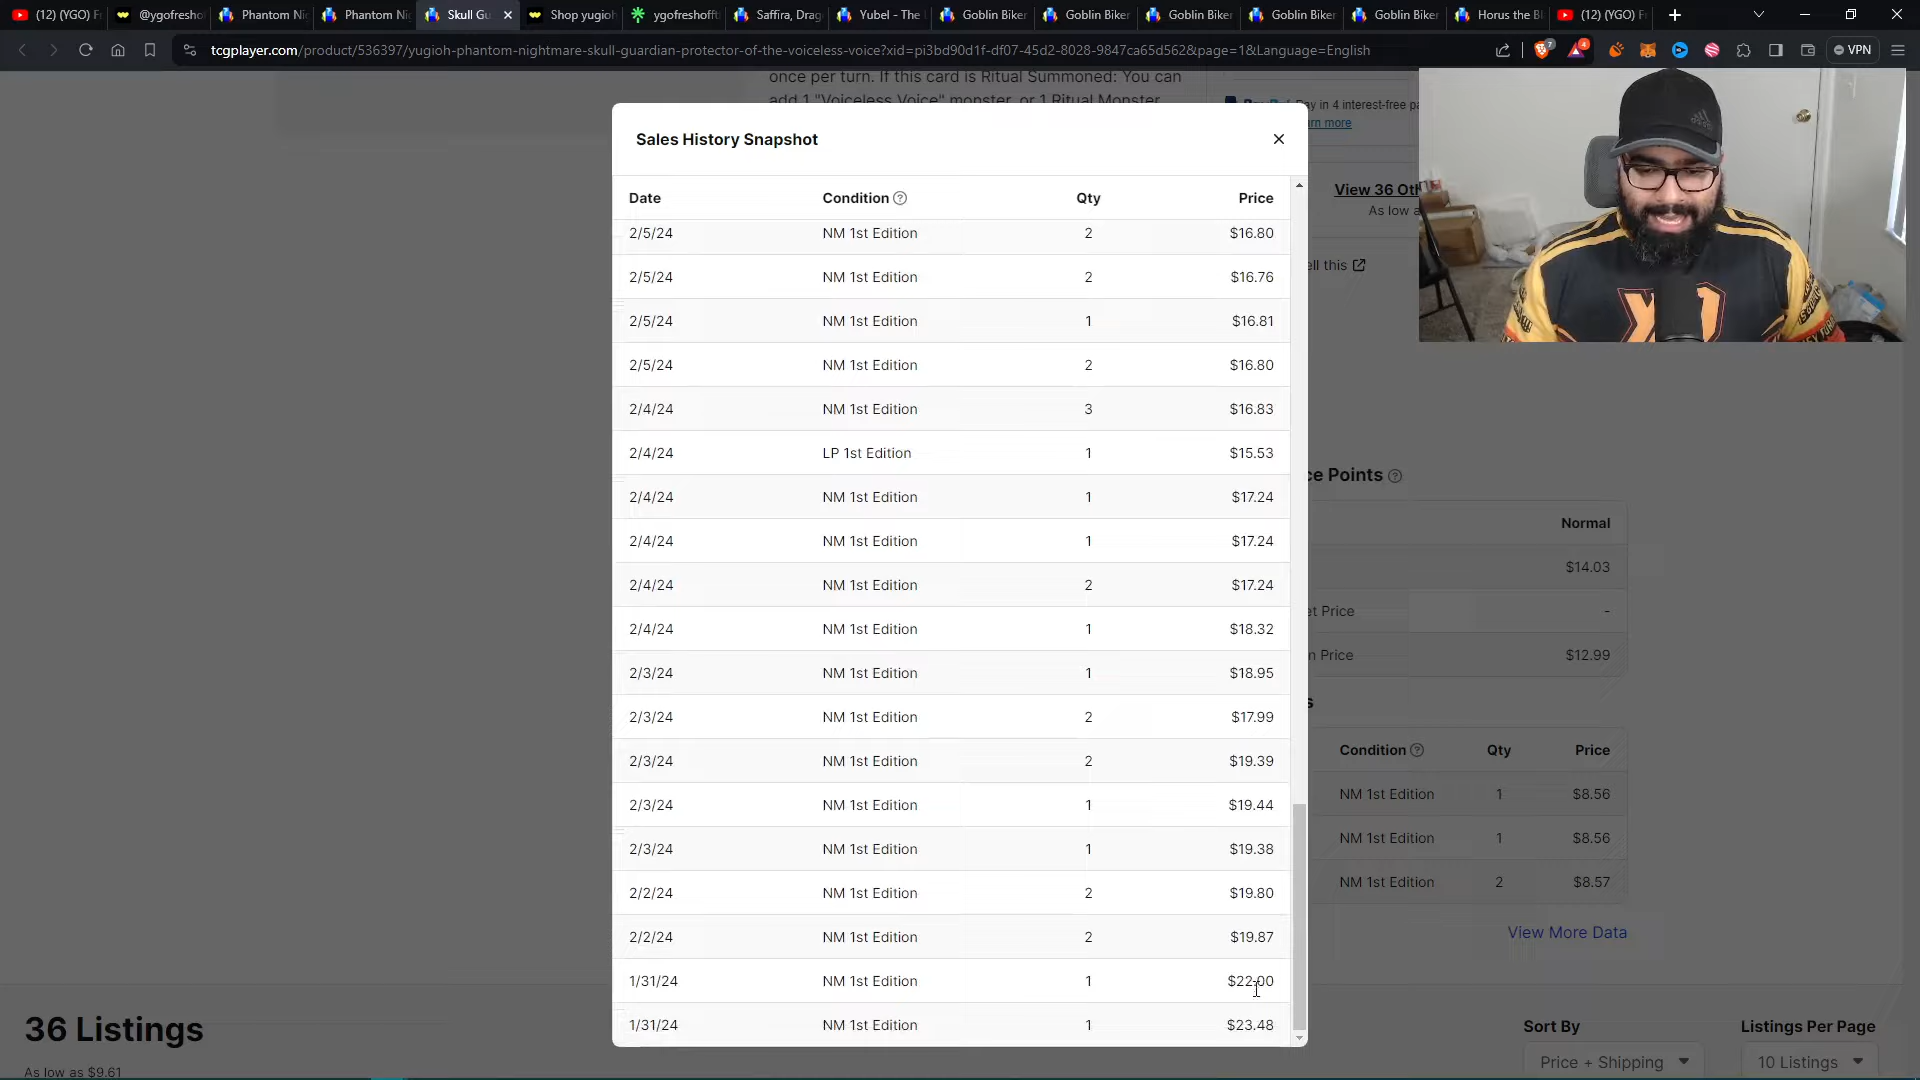 (12) (YGO) F
@ygofresho
Phantom Ni
Phantom Ni
Skull Gu
Shop yugioh
ygofreshofft
Saffira, Drag
Yubel - The
Goblin Biker
Goblin Biker
Goblin Biker
Goblin Biker
Goblin Biker
Horus the Bl
(12) (YGO) F
tcgplayer.com/product/536397/yugioh-phantom-nightmare-skull-guardian-protector-of-the-voiceless-voice?xid=pi3bd90d1f-df07-45d2-8028-9847ca65d562&page=1&Language=English
7
4
VPN
once per turn. If this card is Ritual Summoned: You can
add 1 "Voiceless Voice" monster, or 1 Ritual Monster
ay in 4 interest-free pa
arn more
View 36 Oth
As low a
ell this
Sales History Snapshot
Date Condition Qty Price
2/5/24 NM 1st Edition 2 $16.80
2/5/24 NM 1st Edition 2 $16.76
2/5/24 NM 1st Edition 1 $16.81
2/5/24 NM 1st Edition 2 $16.80
2/4/24 NM 1st Edition 3 $16.83
2/4/24 LP 1st Edition 1 $15.53
2/4/24 NM 1st Edition 1 $17.24
2/4/24 NM 1st Edition 1 $17.24
2/4/24 NM 1st Edition 2 $17.24
2/4/24 NM 1st Edition 1 $18.32
2/3/24 NM 1st Edition 1 $18.95
2/3/24 NM 1st Edition 2 $17.99
2/3/24 NM 1st Edition 2 $19.39
2/3/24 NM 1st Edition 1 $19.44
2/3/24 NM 1st Edition 1 $19.38
2/2/24 NM 1st Edition 2 $19.80
2/2/24 NM 1st Edition 2 $19.87
1/31/24 NM 1st Edition 1 $22.00
1/31/24 NM 1st Edition 1 $23.48
ce Points
Normal
$14.03
et Price -
n Price $12.99
s
Condition Qty Price
NM 1st Edition 1 $8.56
NM 1st Edition 1 $8.56
NM 1st Edition 2 $8.57
View More Data
36 Listings
As low as $9.61
Sort By
Price + Shipping
Listings Per Page
10 Listings